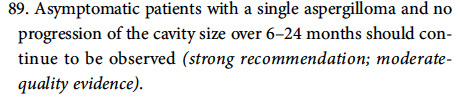 89. Asymptomatic patients with a single aspergilloma and no
progression of the cavity size over 6–24 months should con-
tinue to be observed (strong recommendation; moderate-
quality evidence).